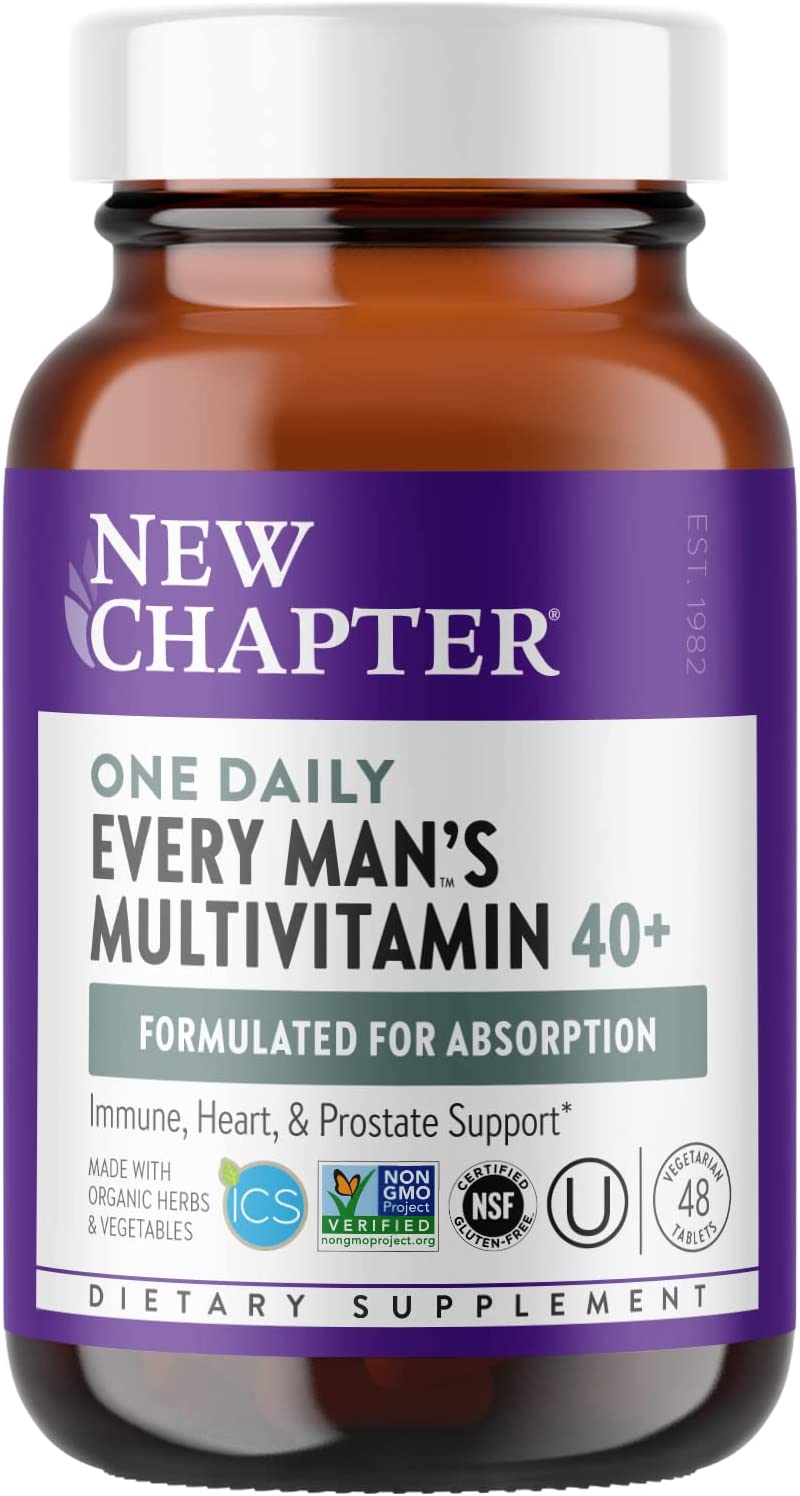 NEW
CHAPTER®
EST. 1982
ONE DAILY
EVERY MAN'S™
MULTIVITAMIN 40+
FORMULATED FOR ABSORPTION
Immune, Heart, & Prostate Support*
MADE WITH
ORGANIC HERBS
& VEGETABLES
ICS
NON
GMO
Project
VERIFIED
nongmoproject.org
CERTIFIED
NSF
GLUTEN-FREE™
U
VEGETARIAN
48
TABLETS
DIETARY SUPPLEMENT